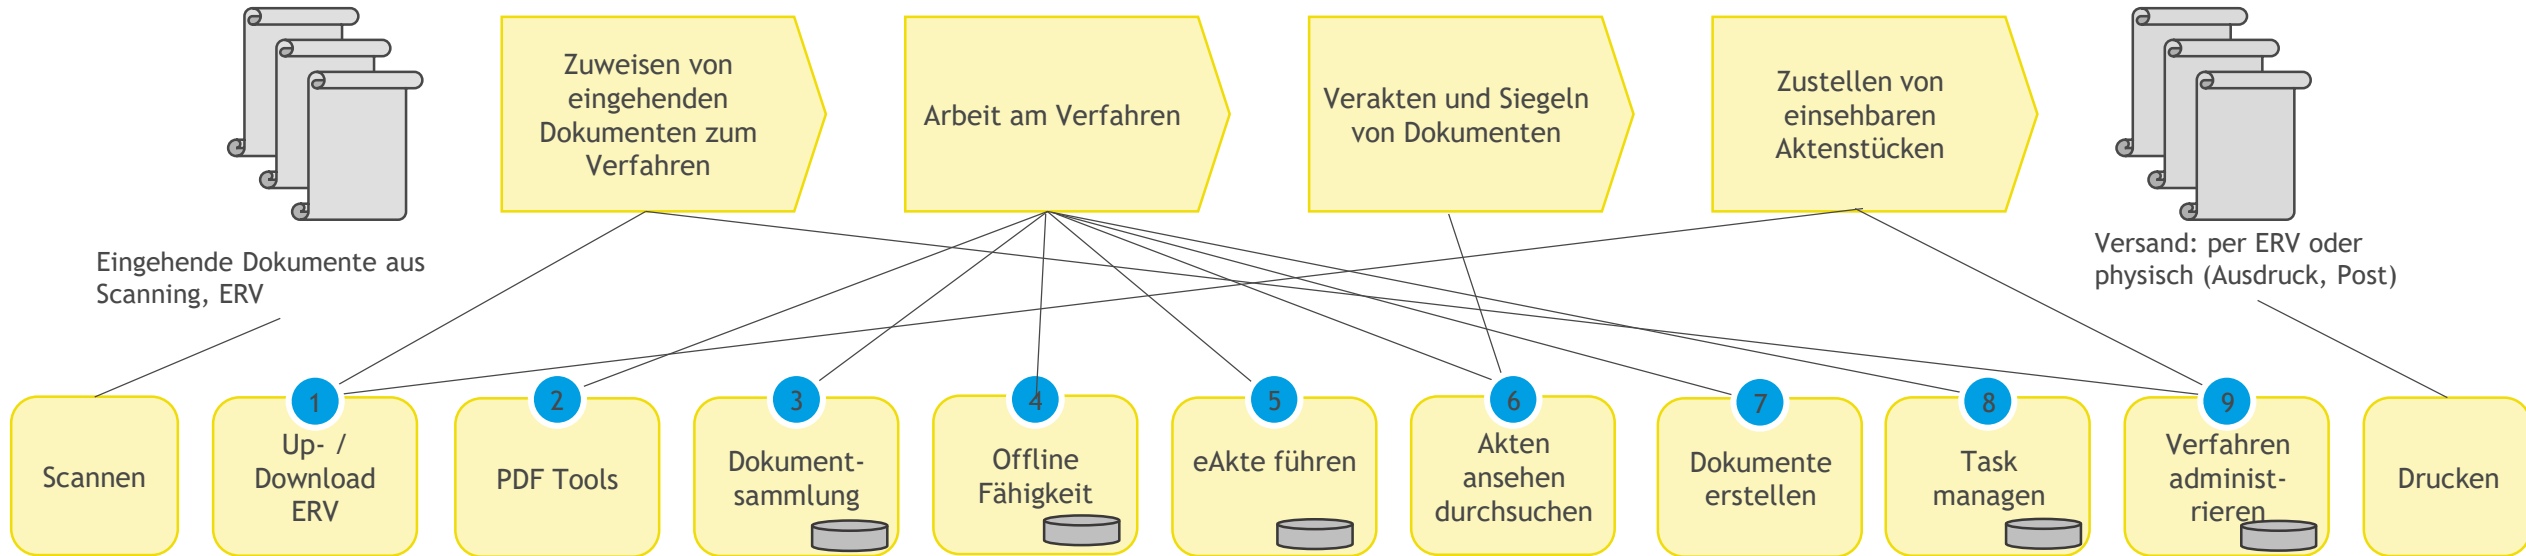 Zuweisen von
eingehenden
Dokumenten zum
Verfahren
Arbeit am Verfahren
Verakten und Siegeln
von Dokumenten
Zustellen von
einsehbaren
Aktenstücken
Eingehende Dokumente aus
Scanning, ERV
Versand: per ERV oder
physisch (Ausdruck, Post)
Scannen
1
Up- /
Download
ERV
2
PDF Tools
3
Dokument-
sammlung
4
Offline
Fähigkeit
5
eAkte führen
6
Akten
ansehen
durchsuchen
7
Dokumente
erstellen
8
Task
managen
9
Verfahren
administ-
rieren
Drucken